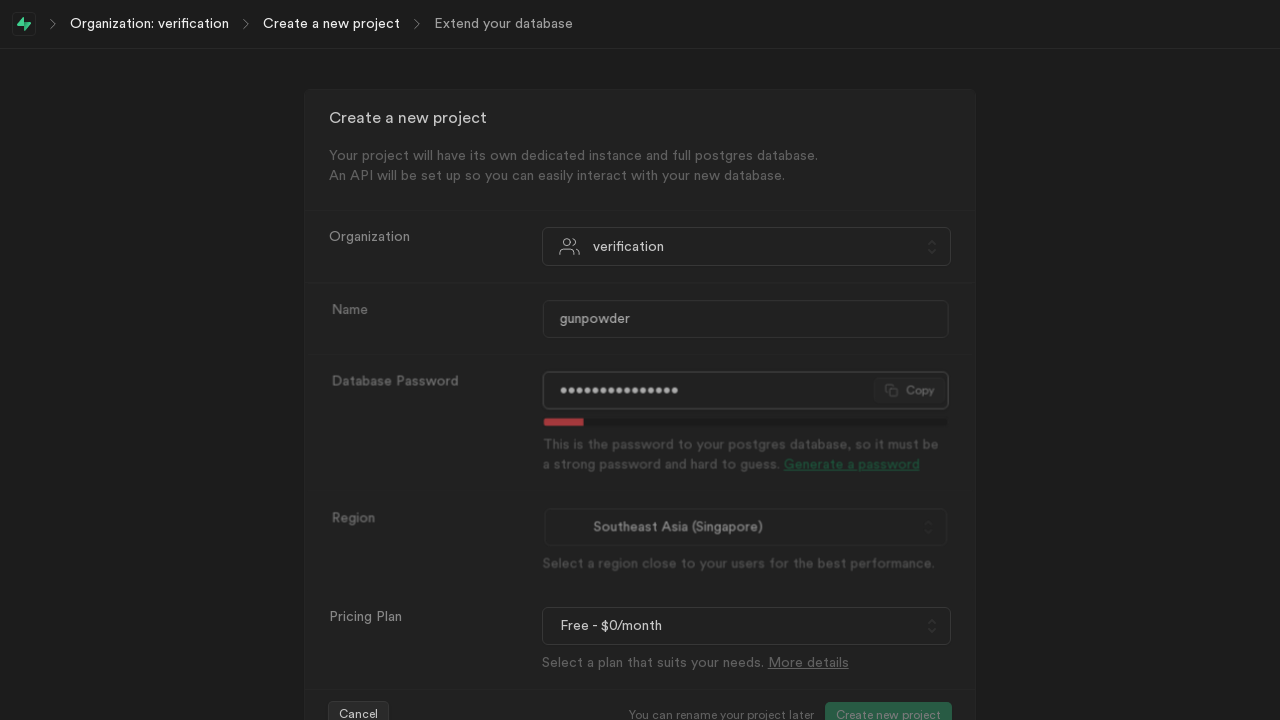 Organization: verification
Create a new project
Extend your database
Create a new project
Your project will have its own dedicated instance and full postgres database.
An API will be set up so you can easily interact with your new database.
Organization
verification
Name
gunpowder
Database Password
•••••••••••••••
Copy
This is the password to your postgres database, so it must be
a strong password and hard to guess. Generate a password
Region
Southeast Asia (Singapore)
Select a region close to your users for the best performance.
Pricing Plan
Free - $0/month
Select a plan that suits your needs. More details
Cancel
You can rename your project later
Create new project